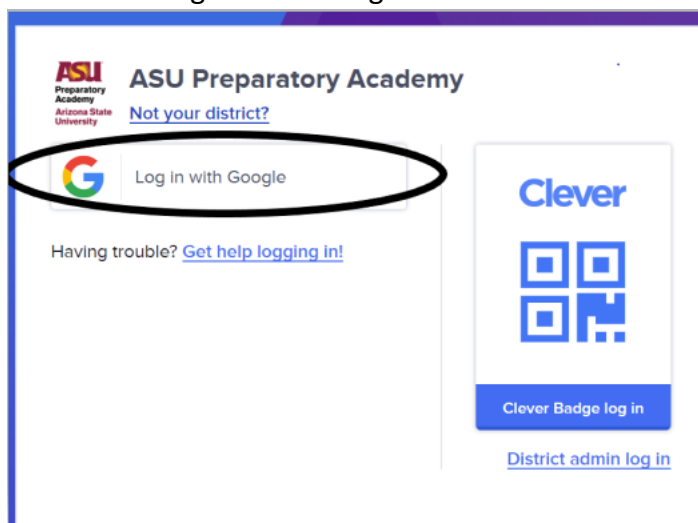 ASU
Preparatory
Academy
Arizona State
University
ASU Preparatory Academy
Not your district?
Log in with Google
Having trouble? Get help logging in!
Clever
Clever Badge log in
District admin log in